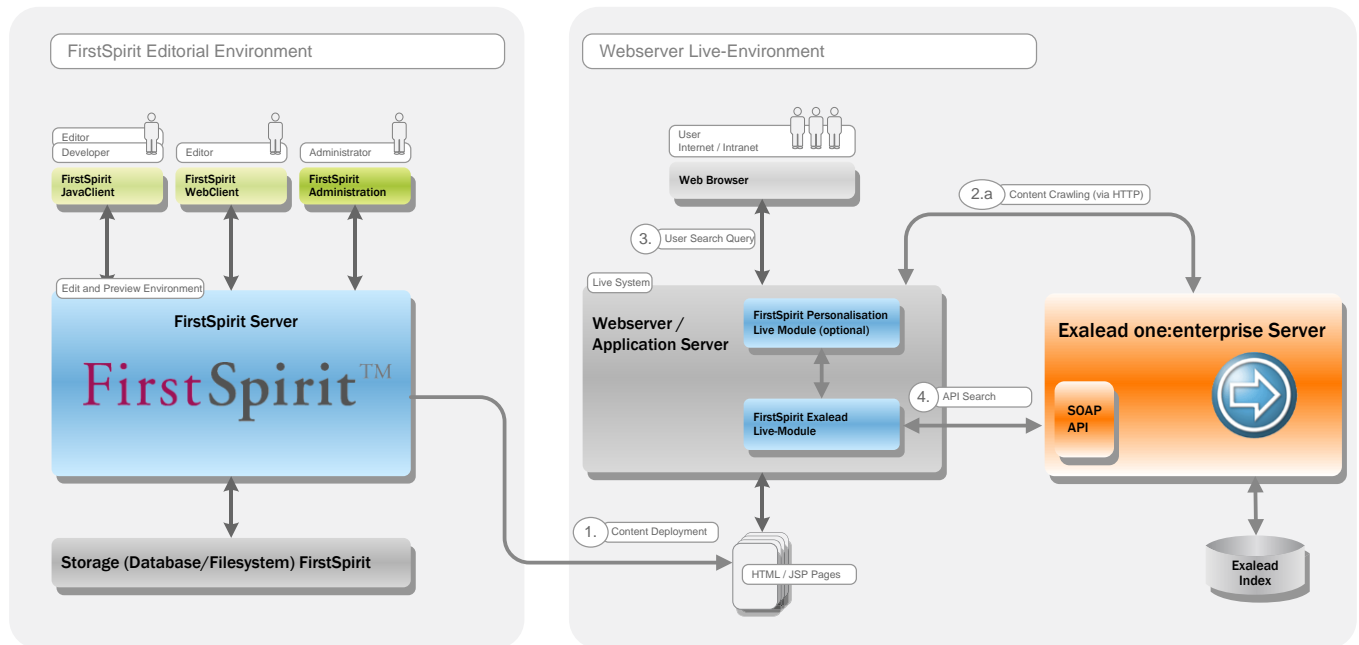 FirstSpirit Editorial Environment
Editor
Developer
FirstSpirit
JavaClient
Editor
FirstSpirit
WebClient
Administrator
FirstSpirit
Administration
Edit and Preview Environment
FirstSpirit Server
FirstSpirit™
Storage (Database/Filesystem) FirstSpirit
Webserver Live-Environment
User
Internet / Intranet
Web Browser
3. User Search Query
2.a Content Crawling (via HTTP)
Live System
Webserver /
Application Server
FirstSpirit Personalisation
Live Module (optional)
FirstSpirit Exalead
Live-Module
4. API Search
Exalead one:enterprise Server
SOAP
API
1. Content Deployment
HTML / JSP Pages
Exalead
Index